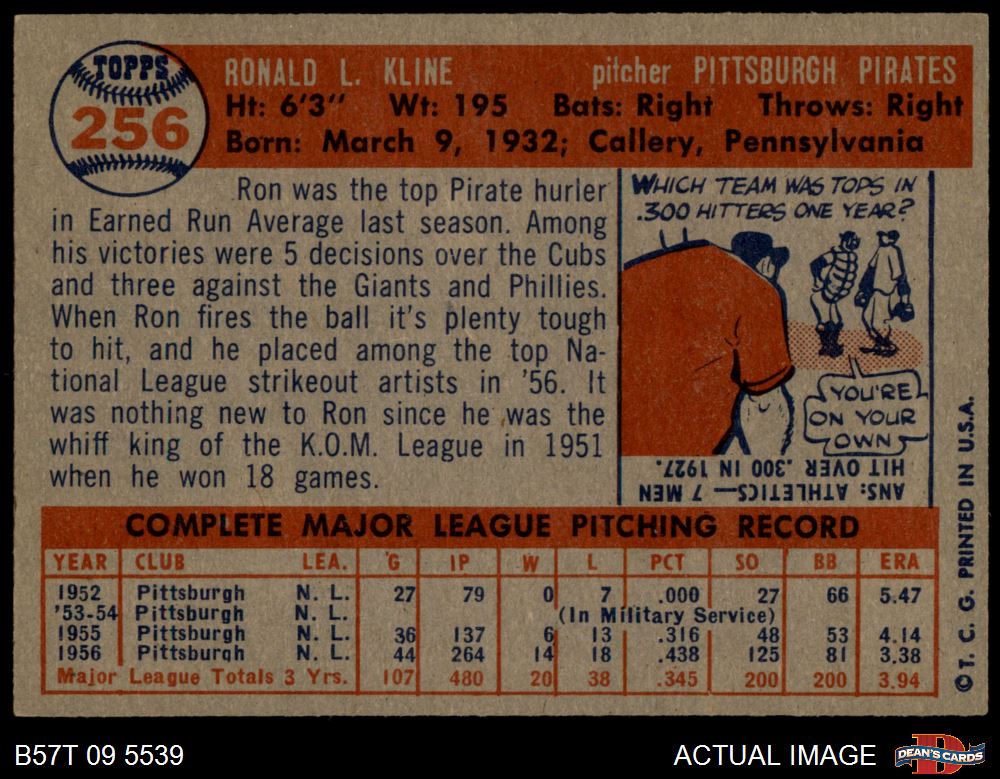 TOPPS
256
RONALD L. KLINE pitcher PITTSBURGH PIRATES
Ht: 6'3" Wt: 195 Bats: Right Throws: Right
Born: March 9, 1932; Callery, Pennsylvania
Ron was the top Pirate hurler
in Earned Run Average last season. Among
his victories were 5 decisions over the Cubs
and three against the Giants and Phillies.
When Ron fires the ball it's plenty tough
to hit, and he placed among the top Na-
tional League strikeout artists in '56. It
was nothing new to Ron since he was the
whiff king of the K.O.M. League in 1951
when he won 18 games.
WHICH TEAM WAS TOPS IN
.300 HITTERS ONE YEAR?
YOU'RE
ON YOUR
OWN
ANS: ATHLETICS—7 MEN
HIT OVER .300 IN 1927.
COMPLETE MAJOR LEAGUE PITCHING RECORD
YEAR CLUB LEA. G IP W L PCT SO BB ERA
1952 Pittsburgh N. L. 27 79 0 7 .000 27 66 5.47
'53-54 Pittsburgh N. L. (In Military Service)
1955 Pittsburgh N. L. 36 137 6 13 .316 48 53 4.14
1956 Pittsburgh N. L. 44 264 14 18 .438 125 81 3.38
Major League Totals 3 Yrs. 107 480 20 38 .345 200 200 3.94
©T. C. G. PRINTED IN U.S.A.
B57T 09 5539 ACTUAL IMAGE
D
DEAN'S CARDS